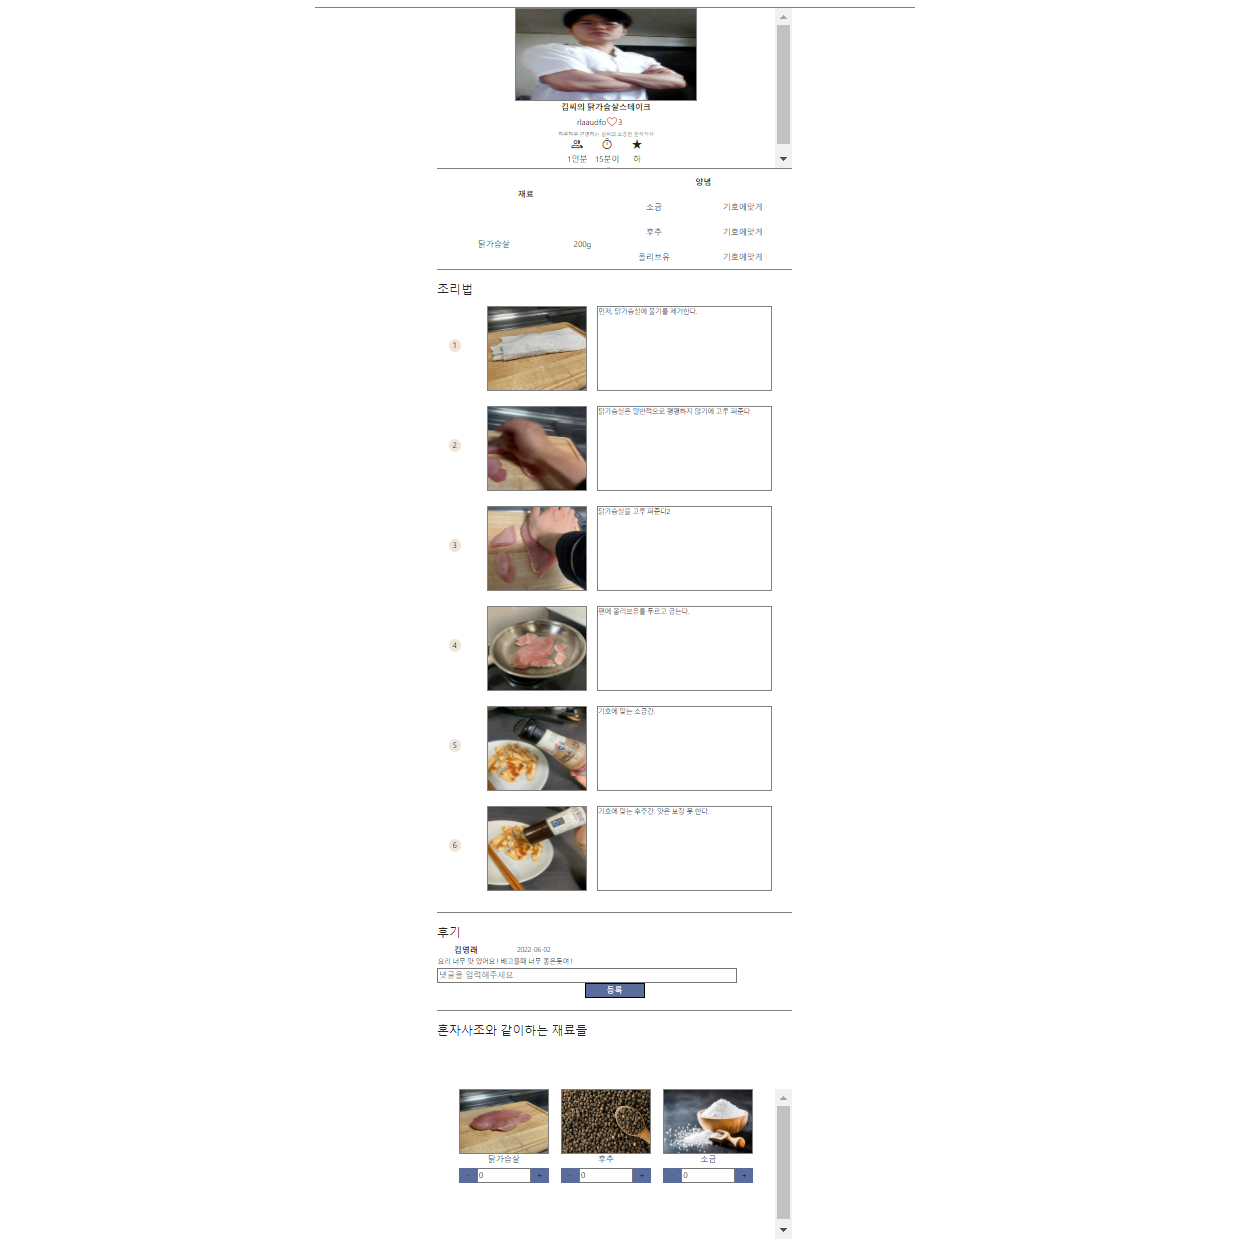 김씨의 닭가슴살스테이크
rlaaudfo♡3
하루하루 연명하는 김씨의 소중한 한끼식사
1인분 15분이 하
재료
양념
닭가슴살 200g
소금 기호에맞게
후추 기호에맞게
올리브유 기호에맞게
조리법
1 먼저, 닭가슴살에 물기를 제거한다.
2 닭가슴살은 일반적으로 평평하지 않기에 고루 펴준다
3 닭가슴살을 고루 펴준다2
4 팬에 올리브유를 두르고 굽는다.
5 기호에 맞는 소금간.
6 기호에 맞는 후추간. 맛은 보장 못 한다.
후기
김명래 2022-06-02
요리 너무 맛 있어요! 배고플때 너무 좋은듯여!
댓글을 입력해주세요
등록
혼자사조와 같이하는 재료들
닭가슴살 후추 소금
- 0 + - 0 + - 0 +